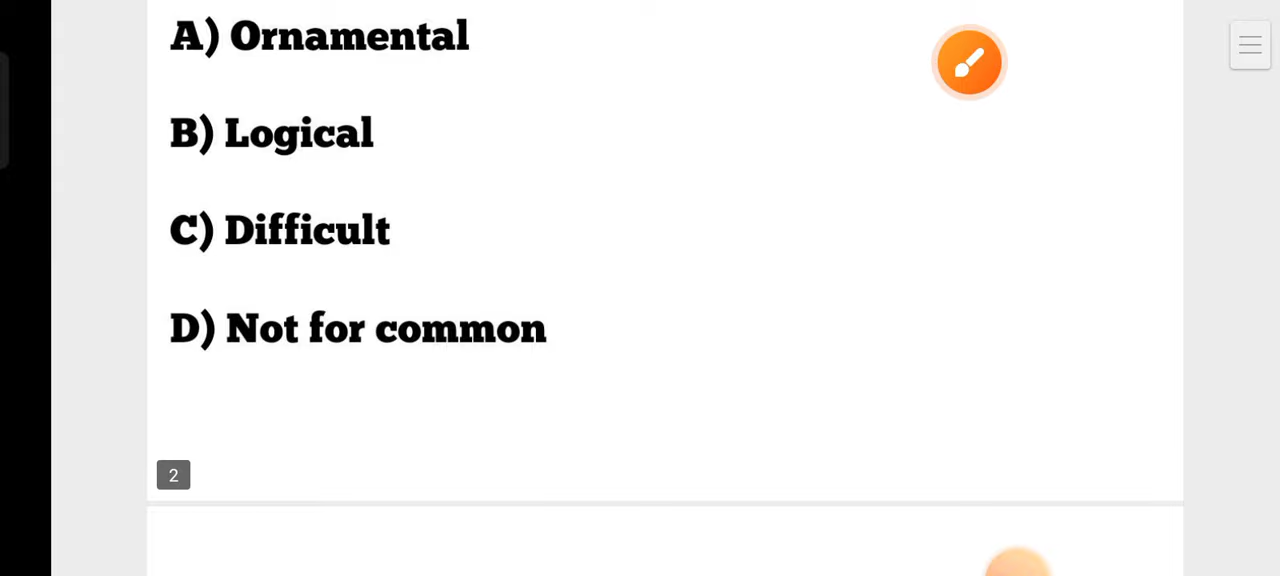 A) Ornamental
B) Logical
C) Difficult
D) Not for common
2